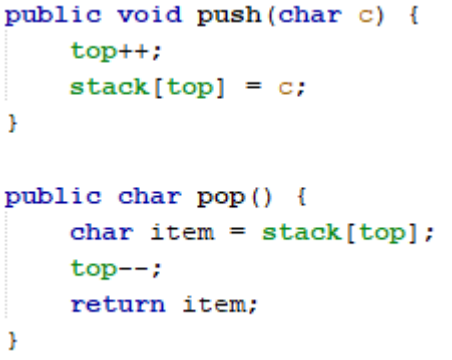 public void push(char c) {
    top++;
    stack[top] = c;
}

public char pop() {
    char item = stack[top];
    top--;
    return item;
}